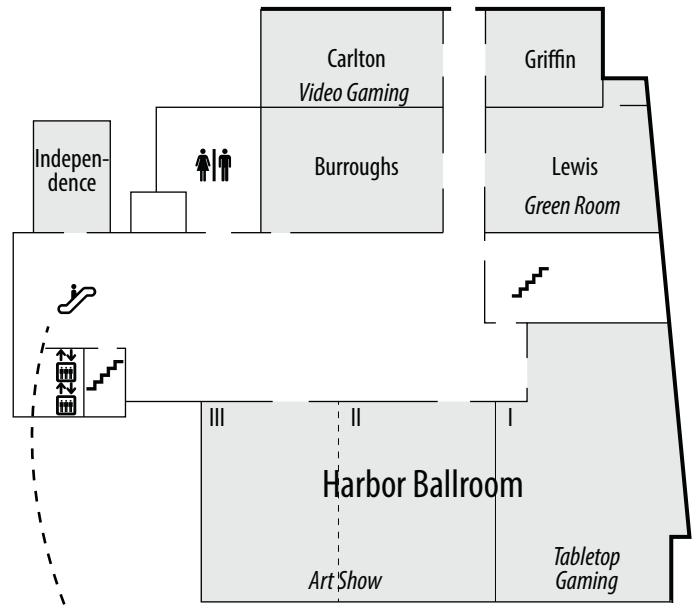 Carlton
Video Gaming
Griffin
Indepen-
dence
Burroughs
Lewis
Green Room
III
II
I
Harbor Ballroom
Art Show
Tabletop
Gaming